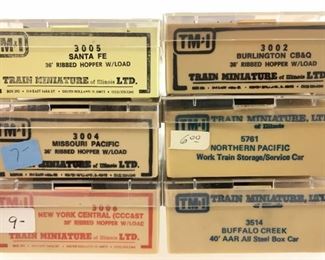 TM·I
3005
SANTA FE
36' RIBBED HOPPER W/LOAD
TRAIN MINIATURE of Illinois LTD.
TM·I
3002
BURLINGTON CB&Q
36' RIBBED HOPPER W/LOAD
TRAIN MINIATURE of Illinois LTD.
TM·I
3004
MISSOURI PACIFIC
36' RIBBED HOPPER W/LOAD
TRAIN MINIATURE of Illinois LTD.
7-
TM·I
TRAIN MINIATURE, LTD.
of Illinois
5761
NORTHERN PACIFIC
Work Train Storage/Service Car
6.00
TM·I
NEW YORK CENTRAL (CCC&ST
36' RIBBED HOPPER W/LOAD
TRAIN MINIATURE of Illinois LTD.
9-
TM·I
TRAIN MINIATURE,
of Illinois
3514
BUFFALO CREEK
40' AAR All Steel Box Car